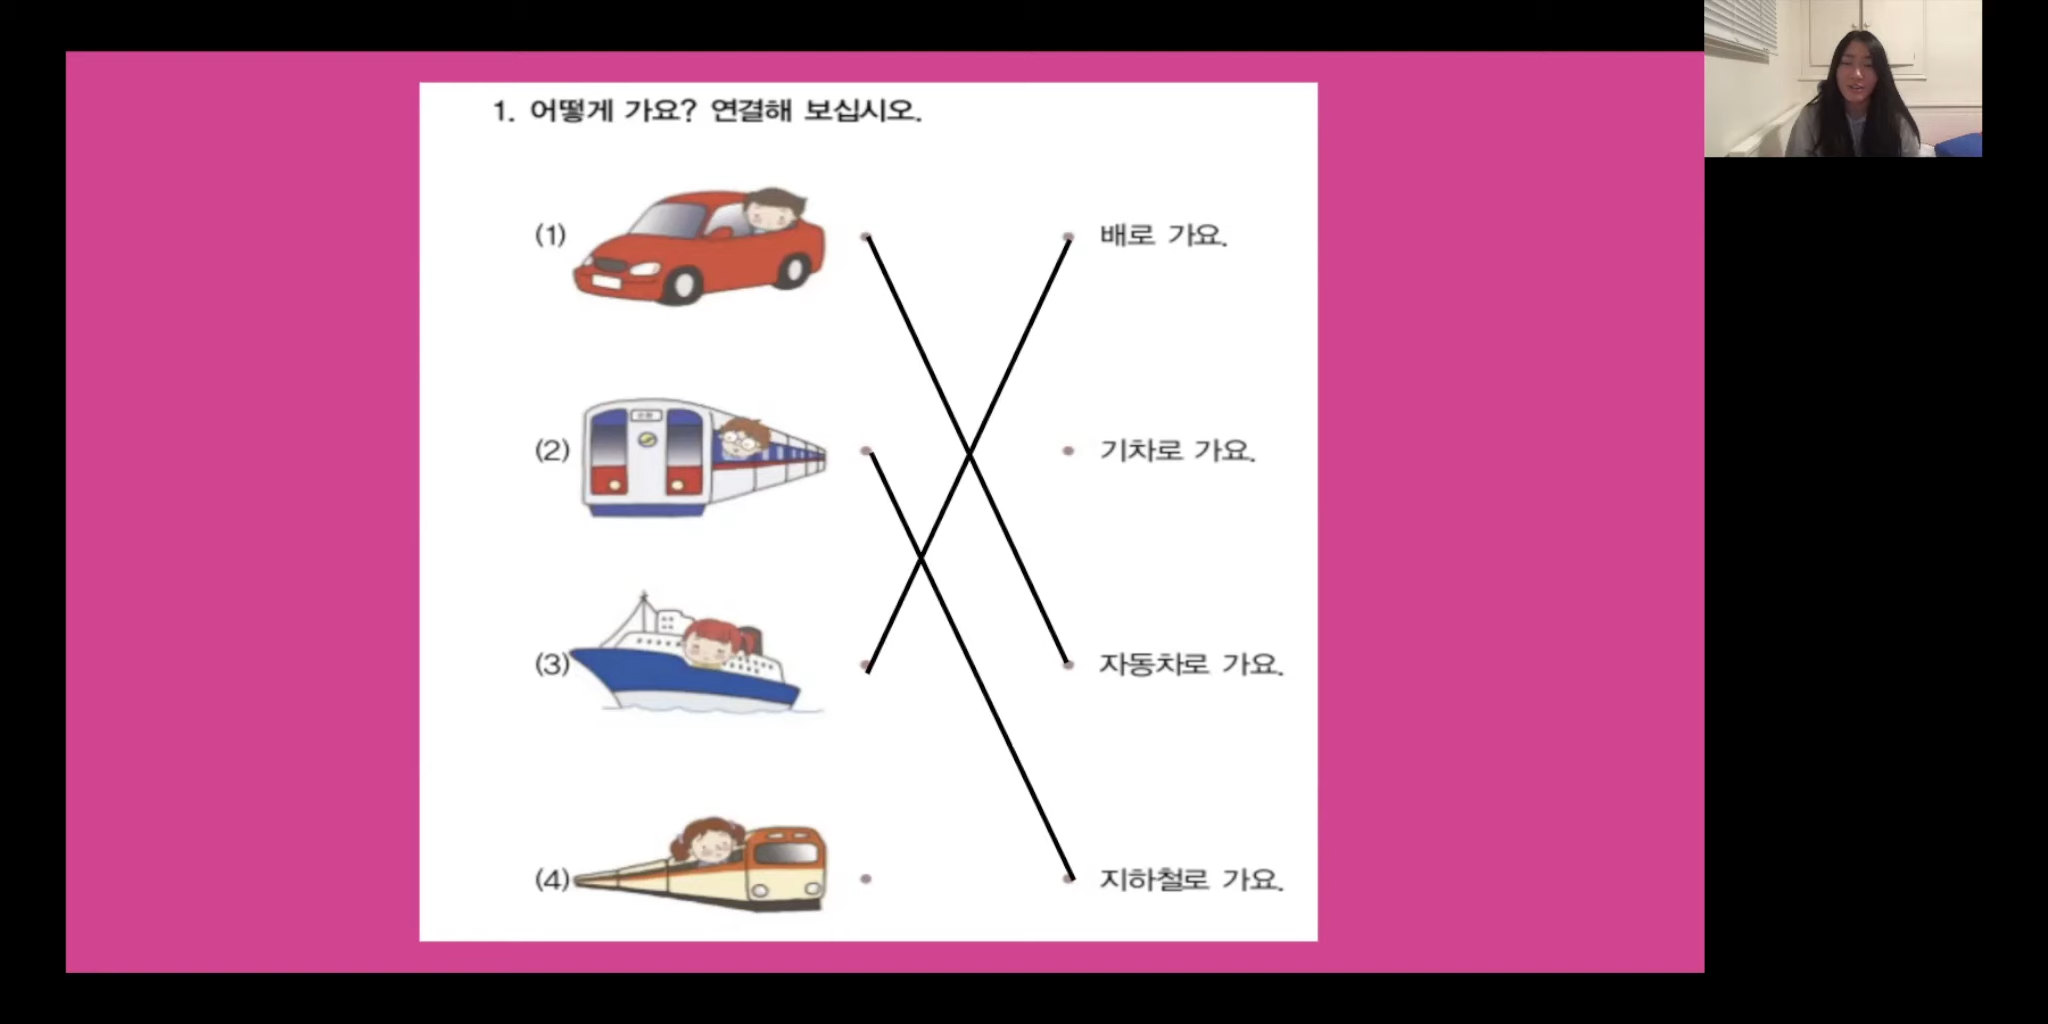 1. 어떻게 가요? 연결해 보십시오.
(1) 배로 가요.
(2) 기차로 가요.
(3) 자동차로 가요.
(4) 지하철로 가요.